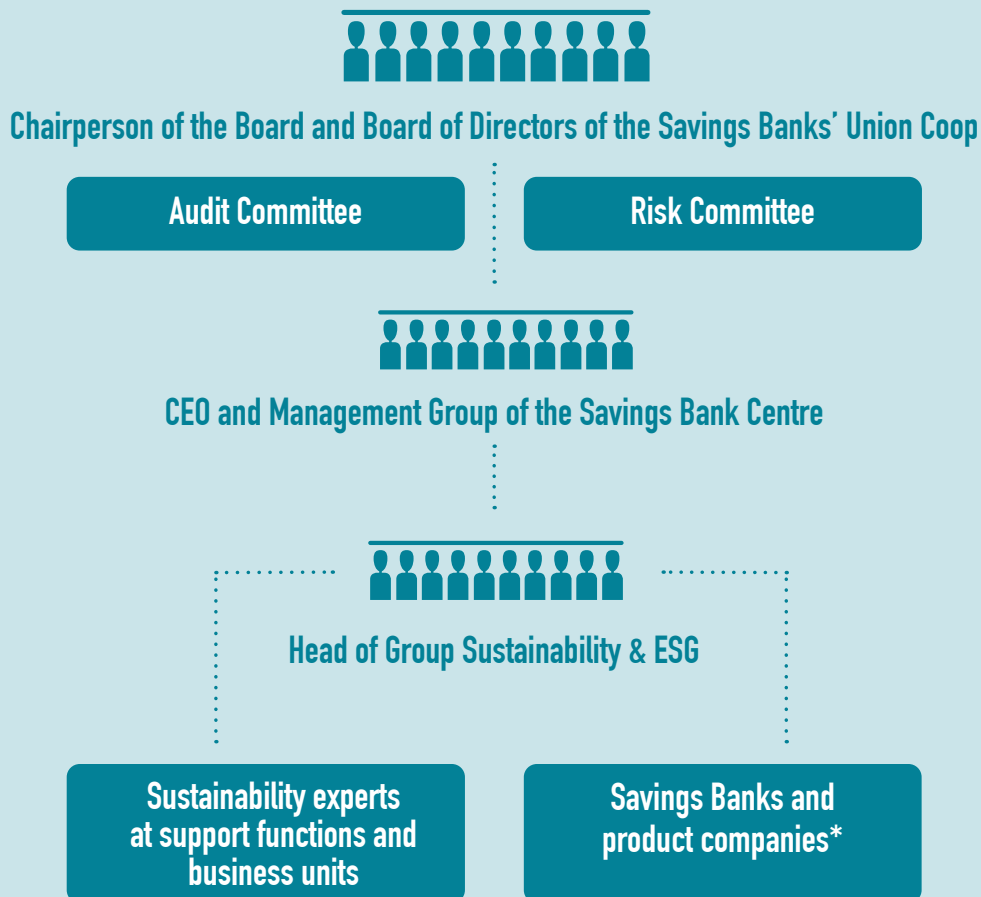 Chairperson of the Board and Board of Directors of the Savings Banks’ Union Coop
Audit Committee
Risk Committee
CEO and Management Group of the Savings Bank Centre
Head of Group Sustainability & ESG
Sustainability experts
at support functions and
business units
Savings Banks and
product companies*